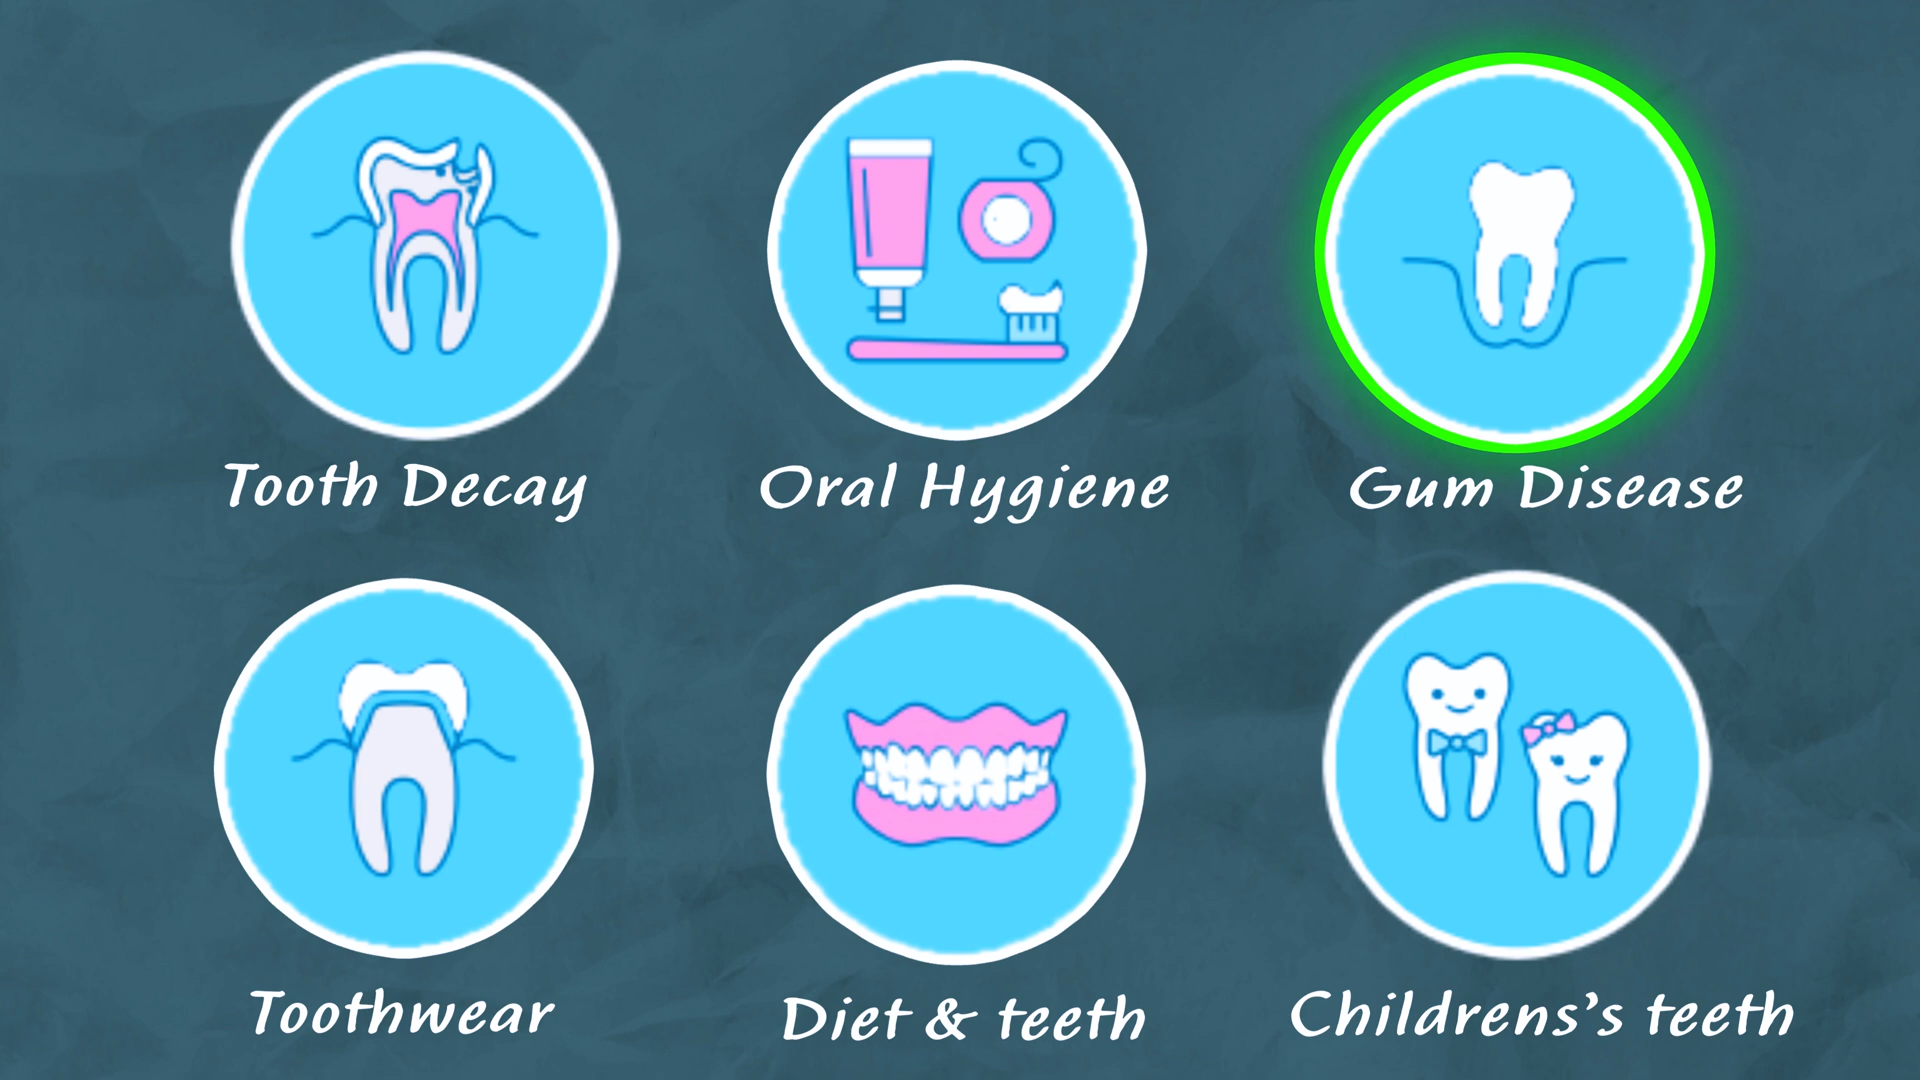 Tooth Decay
Oral Hygiene
Gum Disease
Toothwear
Diet & teeth
Childrens's teeth